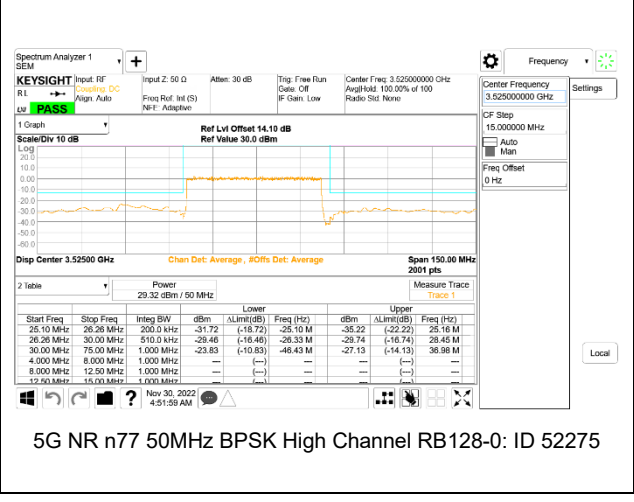 Spectrum Analyzer 1
SEM
+
Frequency
KEYSIGHT
RL
PASS
Input: RF
Coupling: DC
Align: Auto
Input Z: 50 Ω
Freq Ref: Int (S)
NFE: Adaptive
Atten: 30 dB
Trig: Free Run
Gate: Off
IF Gain: Low
Center Freq: 3.525000000 GHz
Avg|Hold: 100.00% of 100
Radio Std: None
Center Frequency
3.525000000 GHz
Settings
CF Step
15.000000 MHz
Auto
Man
Freq Offset
0 Hz
Local
1 Graph
Scale/Div 10 dB
Ref Lvl Offset 14.10 dB
Ref Value 30.0 dBm
Log
20.0
10.0
0.00
-10.0
-20.0
-30.0
-40.0
-50.0
-60.0
Disp Center 3.52500 GHz
Chan Det: Average , #Offs Det: Average
Span 150.00 MHz
2001 pts
2 Table
Power
29.32 dBm / 50 MHz
Measure Trace
Trace 1
Lower Upper
Start Freq Stop Freq Integ BW dBm ΔLimit(dB) Freq (Hz) dBm ΔLimit(dB) Freq (Hz)
25.10 MHz 26.26 MHz 200.0 kHz -31.72 (-18.72) -25.10 M -35.22 (-22.22) 25.16 M
26.26 MHz 30.00 MHz 510.0 kHz -29.46 (-16.46) -26.33 M -29.74 (-16.74) 28.45 M
30.00 MHz 75.00 MHz 1.000 MHz -23.83 (-10.83) -46.43 M -27.13 (-14.13) 36.98 M
4.000 MHz 8.000 MHz 1.000 MHz --- (---) --- (---)
8.000 MHz 12.50 MHz 1.000 MHz --- (---) --- (---)
12.50 MHz 15.00 MHz 1.000 MHz --- (---) --- (---)
?
Nov 30, 2022
4:51:59 AM
5G NR n77 50MHz BPSK High Channel RB128-0: ID 52275